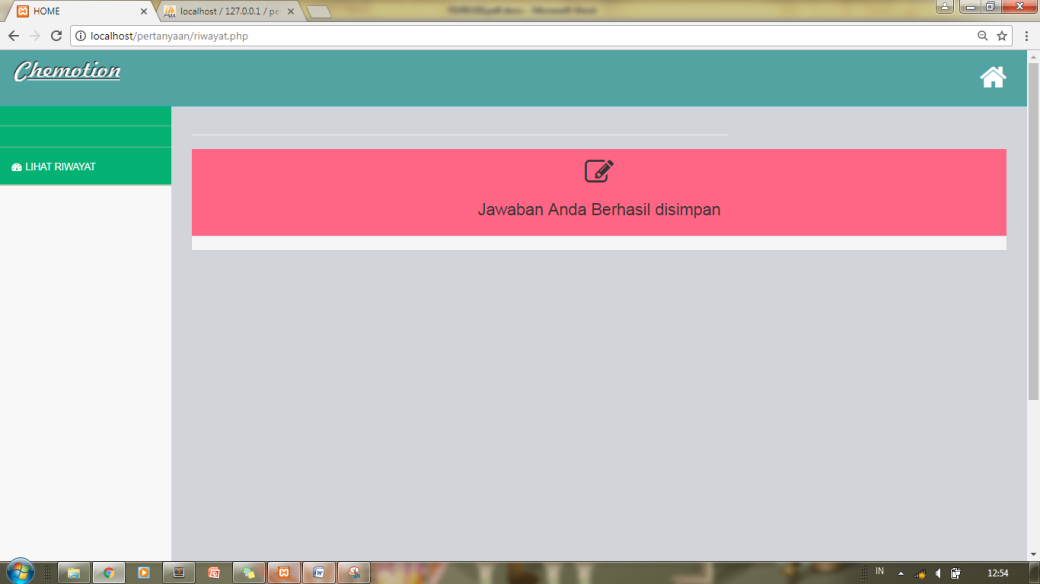 HOME
localhost / 127.0.0.1 / pe
localhost/pertanyaan/riwayat.php
Chemotion
LIHAT RIWAYAT
Jawaban Anda Berhasil disimpan
IN
12:54